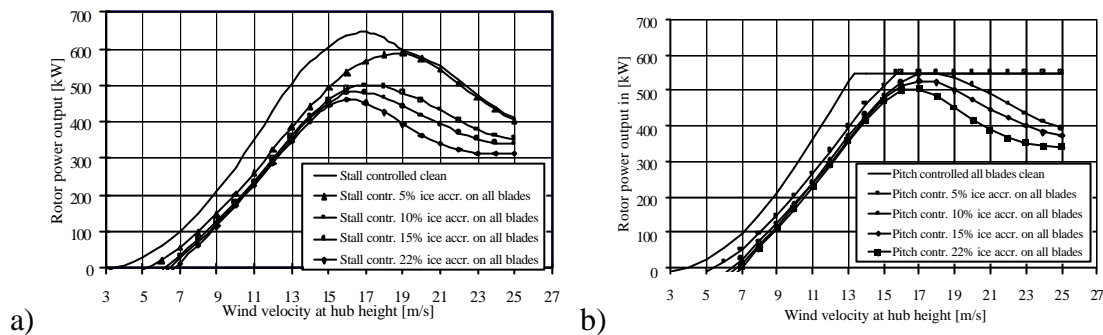 Rotor power output [kW]
700
600
500
400
300
200
100
0
3 5 7 9 11 13 15 17 19 21 23 25 27
Wind velocity at hub height [m/s]
Stall controlled clean
Stall contr. 5% ice accr. on all blades
Stall contr. 10% ice accr. on all blades
Stall contr. 15% ice accr. on all blades
Stall contr. 22% ice accr. on all blades
a)
Rotor power output in [kW]
700
600
500
400
300
200
100
0
3 5 7 9 11 13 15 17 19 21 23 25 27
Wind velocity at hub height [m/s]
Pitch controlled all blades clean
Pitch contr. 5% ice accr. on all blades
Pitch contr. 10% ice accr. on all blades
Pitch contr. 15% ice accr. on all blades
Pitch contr. 22% ice accr. on all blades
b)